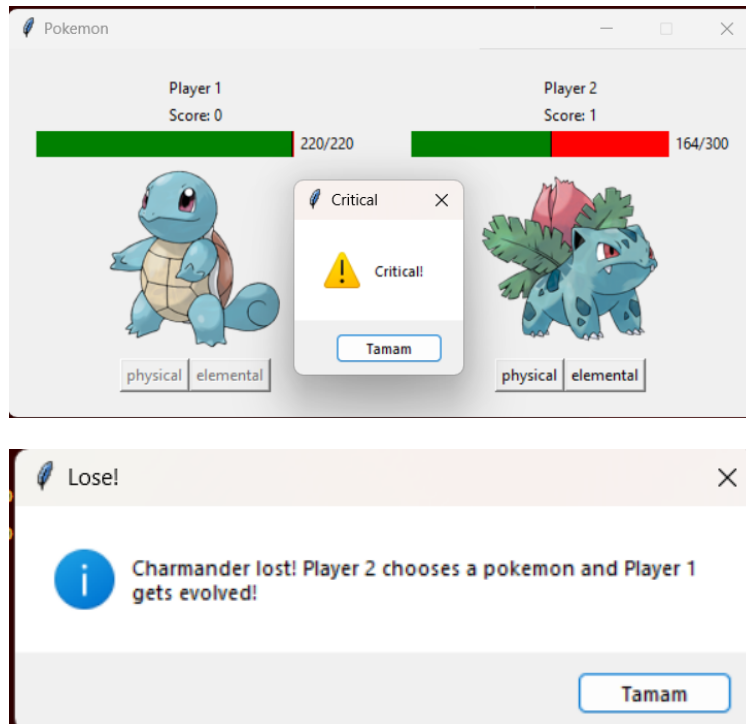 Pokemon
Player 1
Player 2
Score: 0
Score: 1
220/220
164/300
Critical
Critical!
Tamam
physical
elemental
physical
elemental
Lose!
Charmander lost! Player 2 chooses a pokemon and Player 1
gets evolved!
Tamam